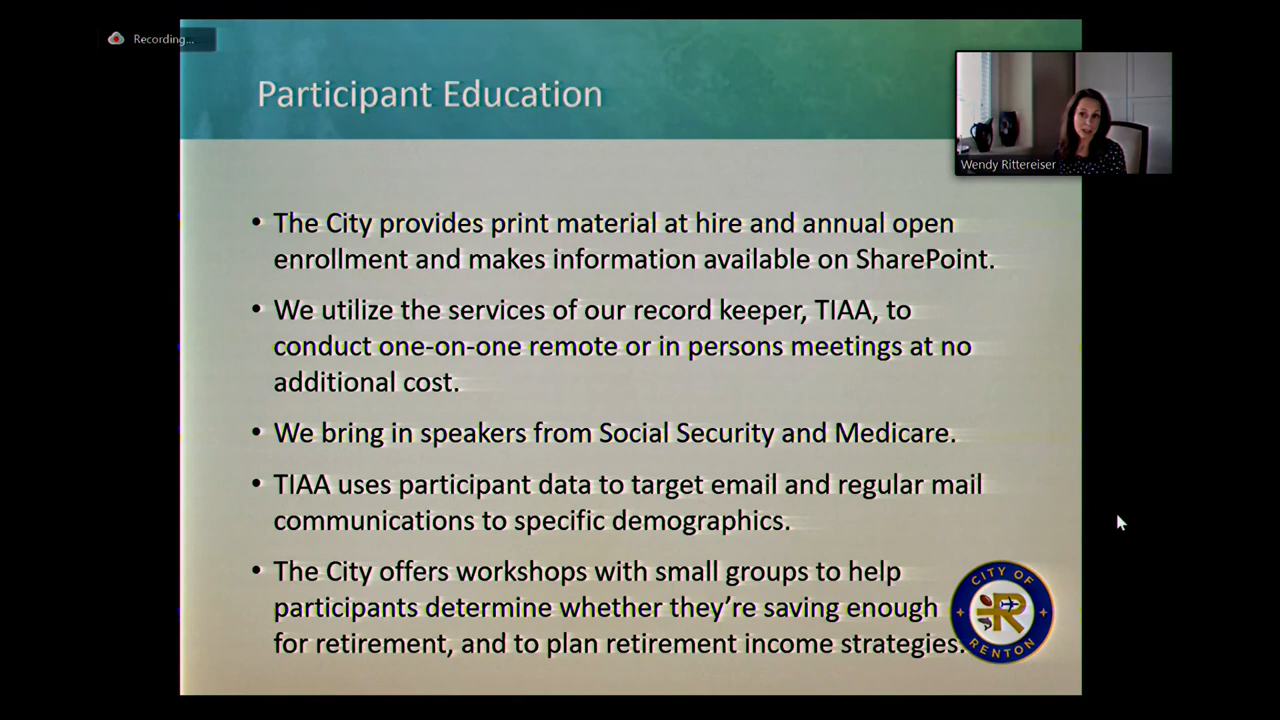 Recording...
Participant Education
Wendy Rittereiser
• The City provides print material at hire and annual open
enrollment and makes information available on SharePoint.
• We utilize the services of our record keeper, TIAA, to
conduct one-on-one remote or in persons meetings at no
additional cost.
• We bring in speakers from Social Security and Medicare.
• TIAA uses participant data to target email and regular mail
communications to specific demographics.
• The City offers workshops with small groups to help
participants determine whether they're saving enough
for retirement, and to plan retirement income strategies.
CITY OF
R
RENTON